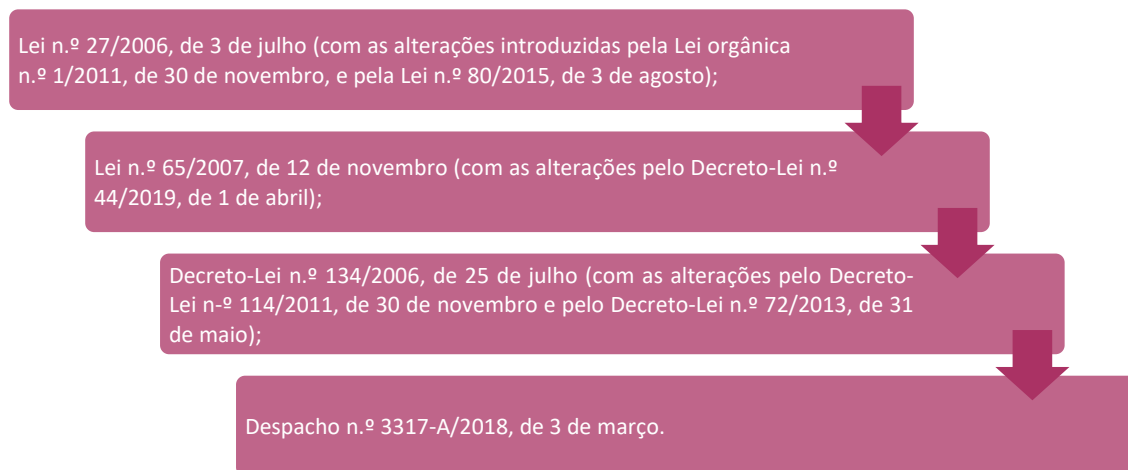 Lei n.º 27/2006, de 3 de julho (com as alterações introduzidas pela Lei orgânica
n.º 1/2011, de 30 de novembro, e pela Lei n.º 80/2015, de 3 de agosto);
Lei n.º 65/2007, de 12 de novembro (com as alterações pelo Decreto-Lei n.º
44/2019, de 1 de abril);
Decreto-Lei n.º 134/2006, de 25 de julho (com as alterações pelo Decreto-
Lei n-º 114/2011, de 30 de novembro e pelo Decreto-Lei n.º 72/2013, de 31
de maio);
Despacho n.º 3317-A/2018, de 3 de março.